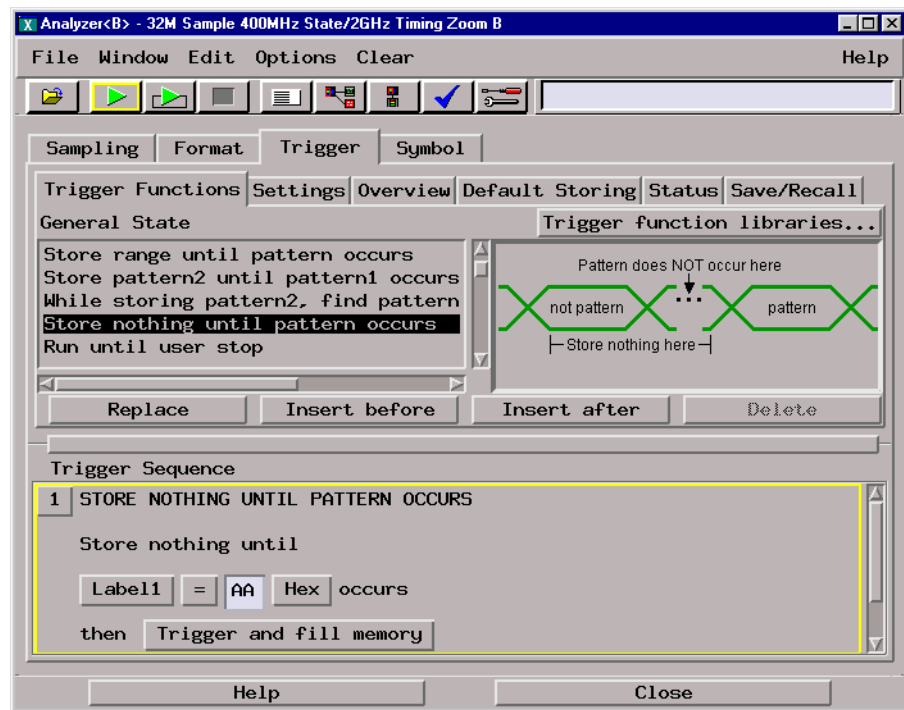 Analyzer<B> - 32M Sample 400MHz State/2GHz Timing Zoom B
File Window Edit Options Clear Help
Sampling Format Trigger Symbol
Trigger Functions Settings Overview Default Storing Status Save/Recall
General State
Trigger function libraries...
Store range until pattern occurs
Store pattern2 until pattern1 occurs
While storing pattern2, find pattern
Store nothing until pattern occurs
Run until user stop
Pattern does NOT occur here
not pattern ... pattern
Store nothing here
Replace Insert before Insert after Delete
Trigger Sequence
1 STORE NOTHING UNTIL PATTERN OCCURS
Store nothing until
Label1 = AA Hex occurs
then Trigger and fill memory
Help Close